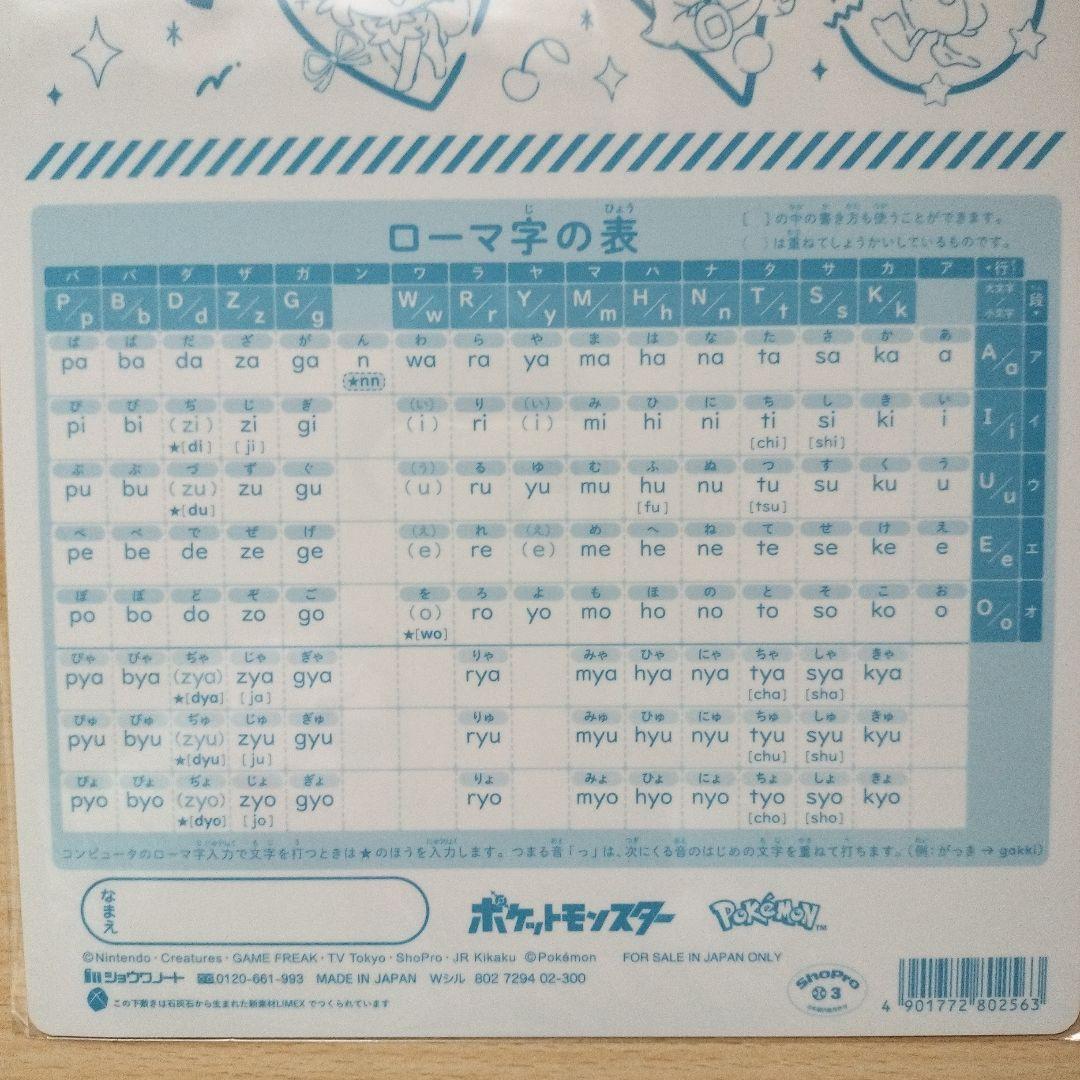 ローマ字の表
じ ひょう
[ ]の中の書き方も使うことができます。
( )は重ねてしょうかいしているものです。
パ バ ダ ザ ガ ン ワ ラ ヤ マ ハ ナ タ サ カ ア 行
P/p B/b D/d Z/z G/g W/w R/r Y/y M/m H/h N/n T/t S/s K/k 大文字/小文字 段
ぱ ば だ ざ が ん わ ら や ま は な た さ か あ
pa ba da za ga n wa ra ya ma ha na ta sa ka a A/a ア
★nn
ぴ び ぢ じ ぎ (い) り (い) み ひ に ち し き い
pi bi (zi) zi gi (i) ri (i) mi hi ni ti si ki i I/i イ
★[di] [ji] [chi] [shi]
ぷ ぶ づ ず ぐ (う) る ゆ む ふ ぬ つ す く う
pu bu (zu) zu gu (u) ru yu mu hu nu tu su ku u U/u ウ
★[du] [fu] [tsu]
ぺ べ で ぜ げ (え) れ (え) め へ ね て せ け え
pe be de ze ge (e) re (e) me he ne te se ke e E/e エ
ぽ ぼ ど ぞ ご を ろ よ も ほ の と そ こ お
po bo do zo go (o) ro yo mo ho no to so ko o O/o オ
★[wo]
ぴゃ びゃ ぢゃ じゃ ぎゃ りゃ みゃ ひゃ にゃ ちゃ しゃ きゃ
pya bya (zya) zya gya rya mya hya nya tya sya kya
★[dya] [ja] [cha] [sha]
ぴゅ びゅ ぢゅ じゅ ぎゅ りゅ みゅ ひゅ にゅ ちゅ しゅ きゅ
pyu byu (zyu) zyu gyu ryu myu hyu nyu tyu syu kyu
★[dyu] [ju] [chu] [shu]
ぴょ びょ ぢょ じょ ぎょ りょ みょ ひょ にょ ちょ しょ きょ
pyo byo (zyo) zyo gyo ryo myo hyo nyo tyo syo kyo
★[dyo] [jo] [cho] [sho]
コンピュータのローマ字入力で文字を打つときは★のほうを入力します。つまる音「っ」は、次にくる音のはじめの文字を重ねて打ちます。(例:がっき→gakki)
なまえ
ポケットモンスター POKéMON™
©Nintendo・Creatures・GAME FREAK・TV Tokyo・ShoPro・JR Kikaku ©Pokémon FOR SALE IN JAPAN ONLY
ショウワノート 0120-661-993 MADE IN JAPAN Wシル 802 7294 02-300
この下敷きは石灰石から生まれた新素材LIMEX でつくられています
ShoPro
3
4 901772 802563